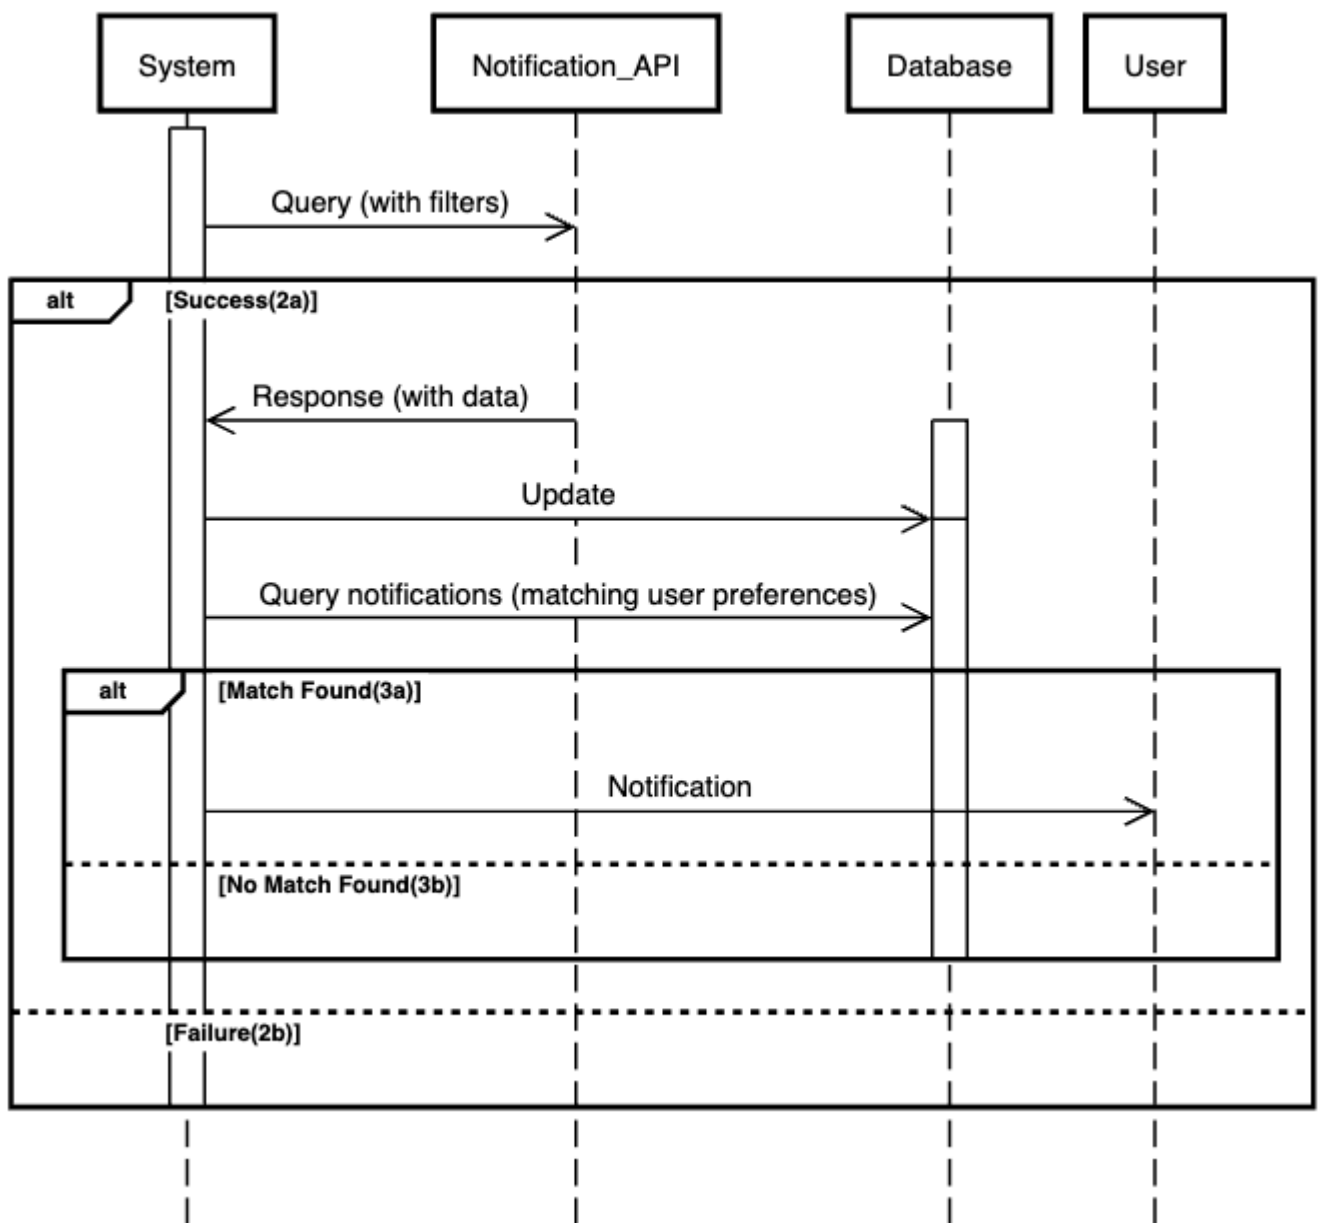 System
Notification_API
Database
User
Query (with filters)
alt
[Success(2a)]
Response (with data)
Update
Query notifications (matching user preferences)
alt
[Match Found(3a)]
Notification
[No Match Found(3b)]
[Failure(2b)]